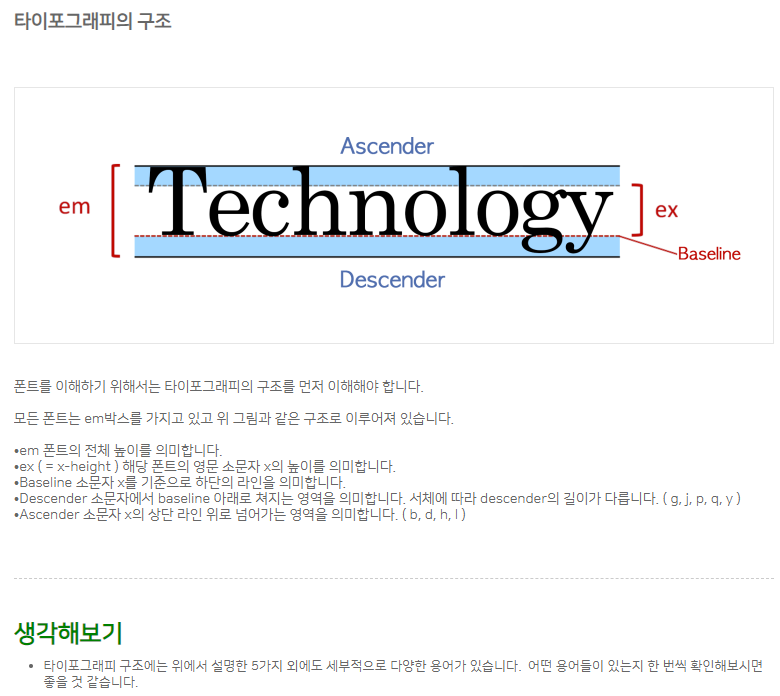 타이포그래피의 구조
Ascender
em
Technology
ex
Baseline
Descender
폰트를 이해하기 위해서는 타이포그래피의 구조를 먼저 이해해야 합니다.
모든 폰트는 em박스를 가지고 있고 위 그림과 같은 구조로 이루어져 있습니다.
•em 폰트의 전체 높이를 의미합니다.
•ex ( = x-height ) 해당 폰트의 영문 소문자 x의 높이를 의미합니다.
•Baseline 소문자 x를 기준으로 하단의 라인을 의미합니다.
•Descender 소문자에서 baseline 아래로 쳐지는 영역을 의미합니다. 서체에 따라 descender의 길이가 다릅니다. ( g, j, p, q, y )
•Ascender 소문자 x의 상단 라인 위로 넘어가는 영역을 의미합니다. ( b, d, h, l )
생각해보기
• 타이포그래피 구조에는 위에서 설명한 5가지 외에도 세부적으로 다양한 용어가 있습니다. 어떤 용어들이 있는지 한 번씩 확인해보시면
좋을 것 같습니다.